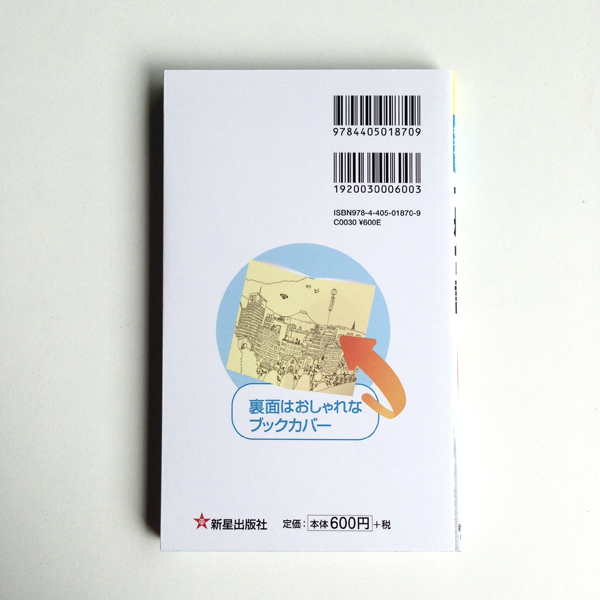 9784405018709
1920030006003
ISBN978-4-405-01870-9
C0030 ¥600E
裏面はおしゃれな
ブックカバー
新星出版社 定価：本体600円＋税